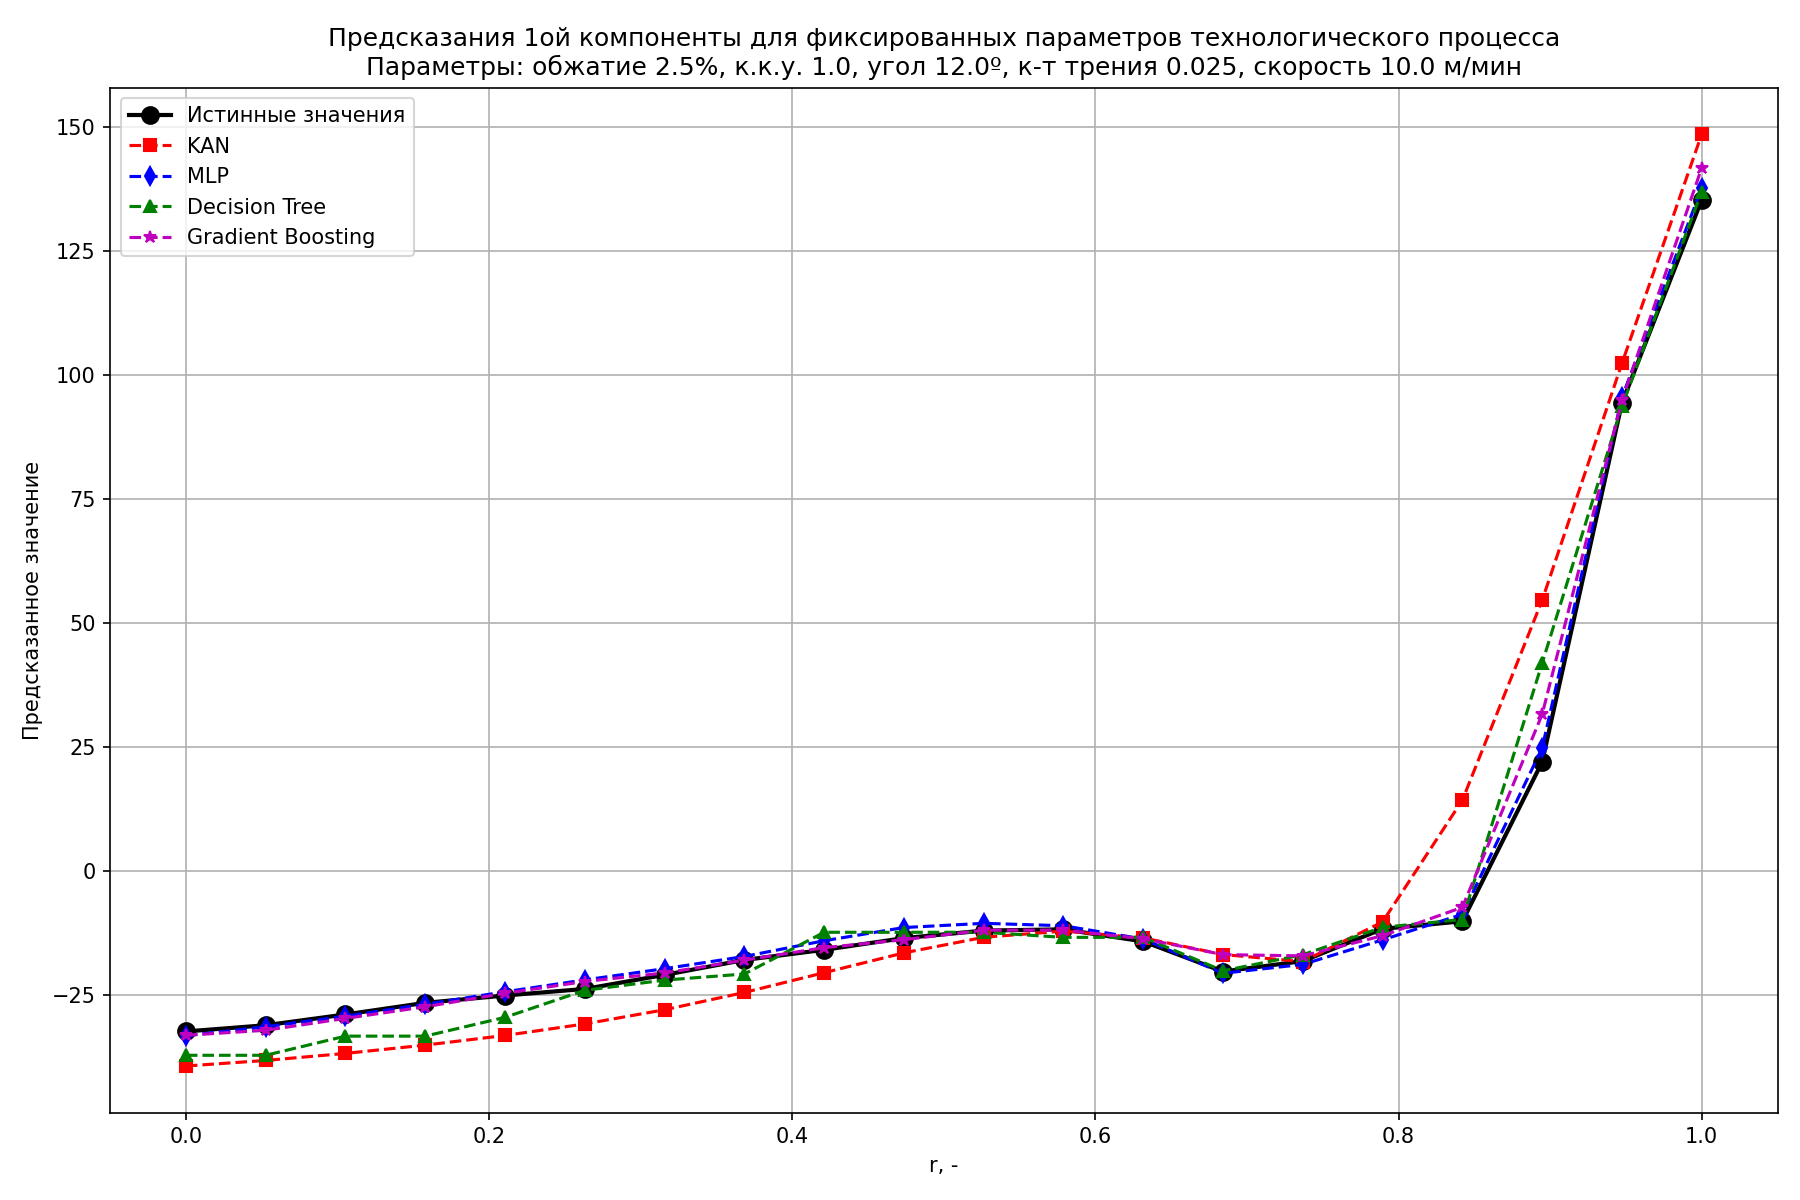 Предсказания 1ой компоненты для фиксированных параметров технологического процесса
Параметры: обжатие 2.5%, к.к.у. 1.0, угол 12.0º, к-т трения 0.025, скорость 10.0 м/мин
Истинные значения
KAN
MLP
Decision Tree
Gradient Boosting
Предсказанное значение
150
125
100
75
50
25
0
−25
0.0
0.2
0.4
0.6
0.8
1.0
r, -